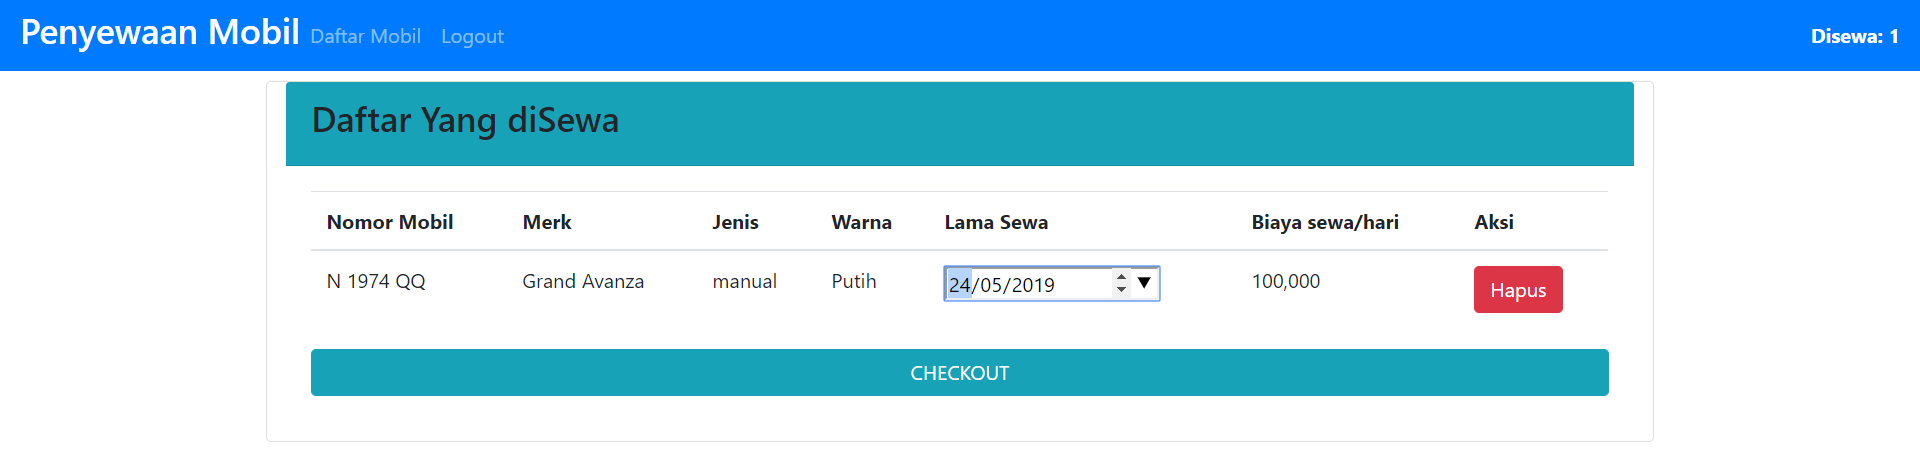 Penyewaan Mobil Daftar Mobil Logout Disewa: 1
Daftar Yang diSewa
Nomor Mobil Merk Jenis Warna Lama Sewa Biaya sewa/hari Aksi
N 1974 QQ Grand Avanza manual Putih 24/05/2019 100,000 Hapus
CHECKOUT